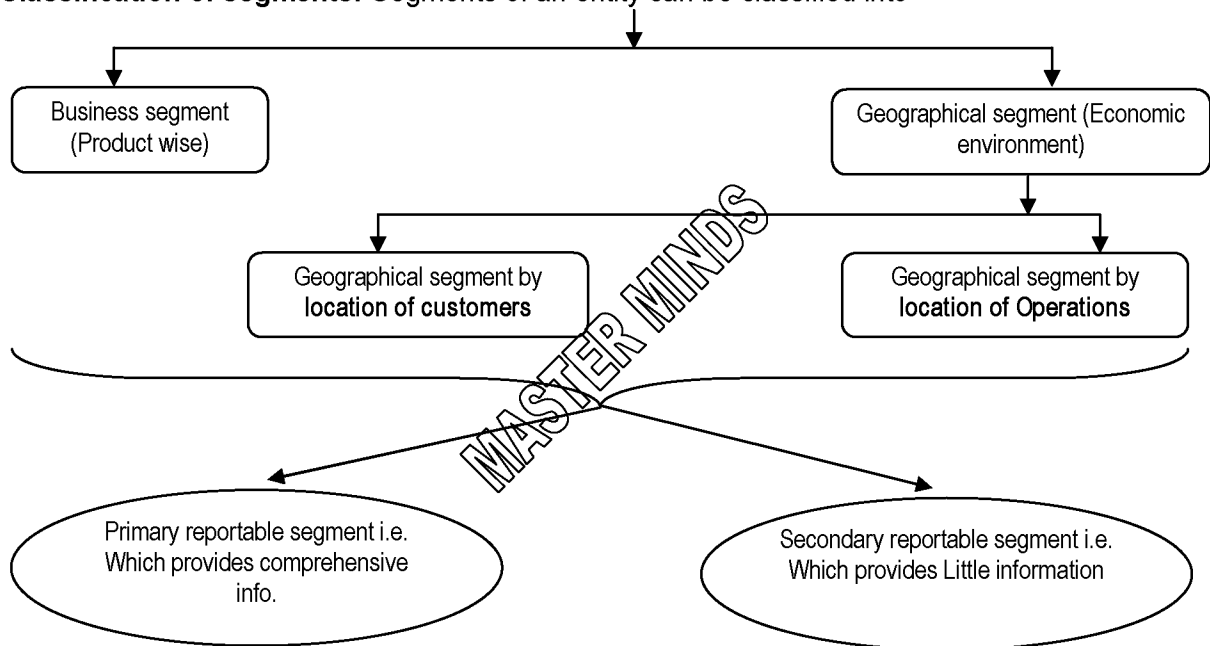 Classification of segments: Segments of an entity can be classified into
Business segment
(Product wise)
Geographical segment (Economic
environment)
Geographical segment by
location of customers
Geographical segment by
location of Operations
MASTER MINDS
Primary reportable segment i.e.
Which provides comprehensive
info.
Secondary reportable segment i.e.
Which provides Little information